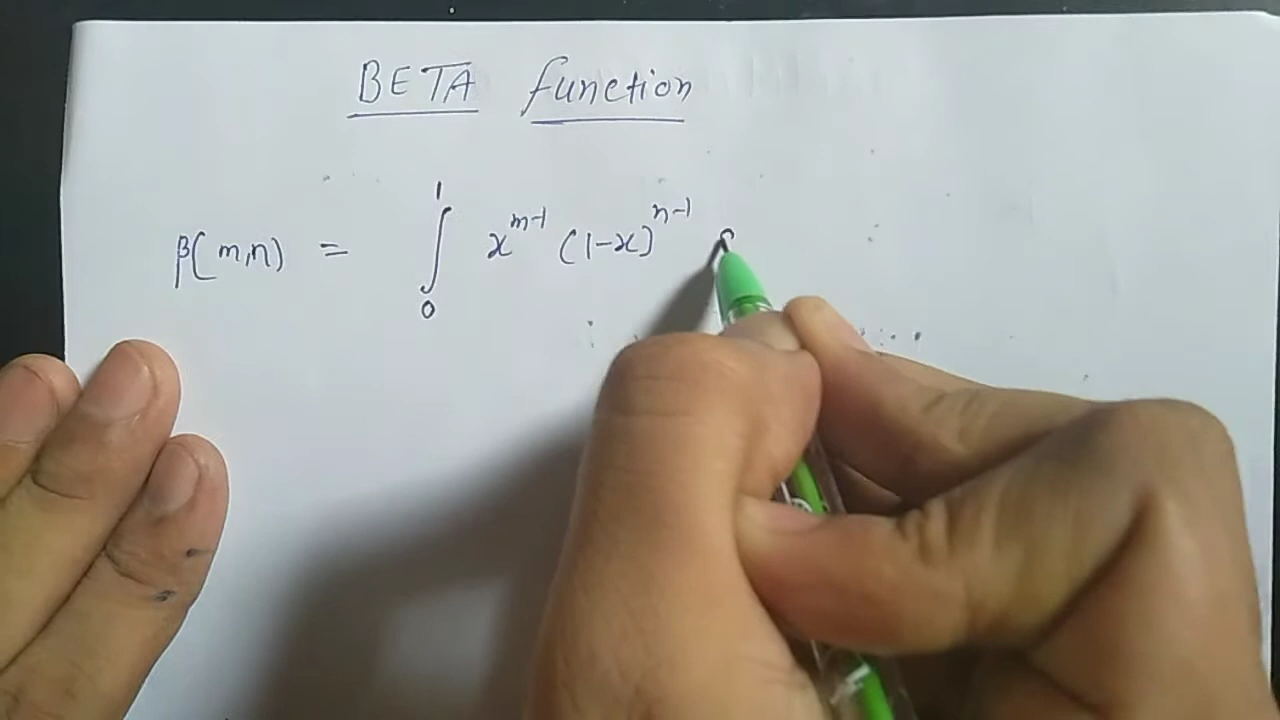 BETA function
β(m,n) = ∫₀¹ x^{m-1} (1-x)^{n-1}